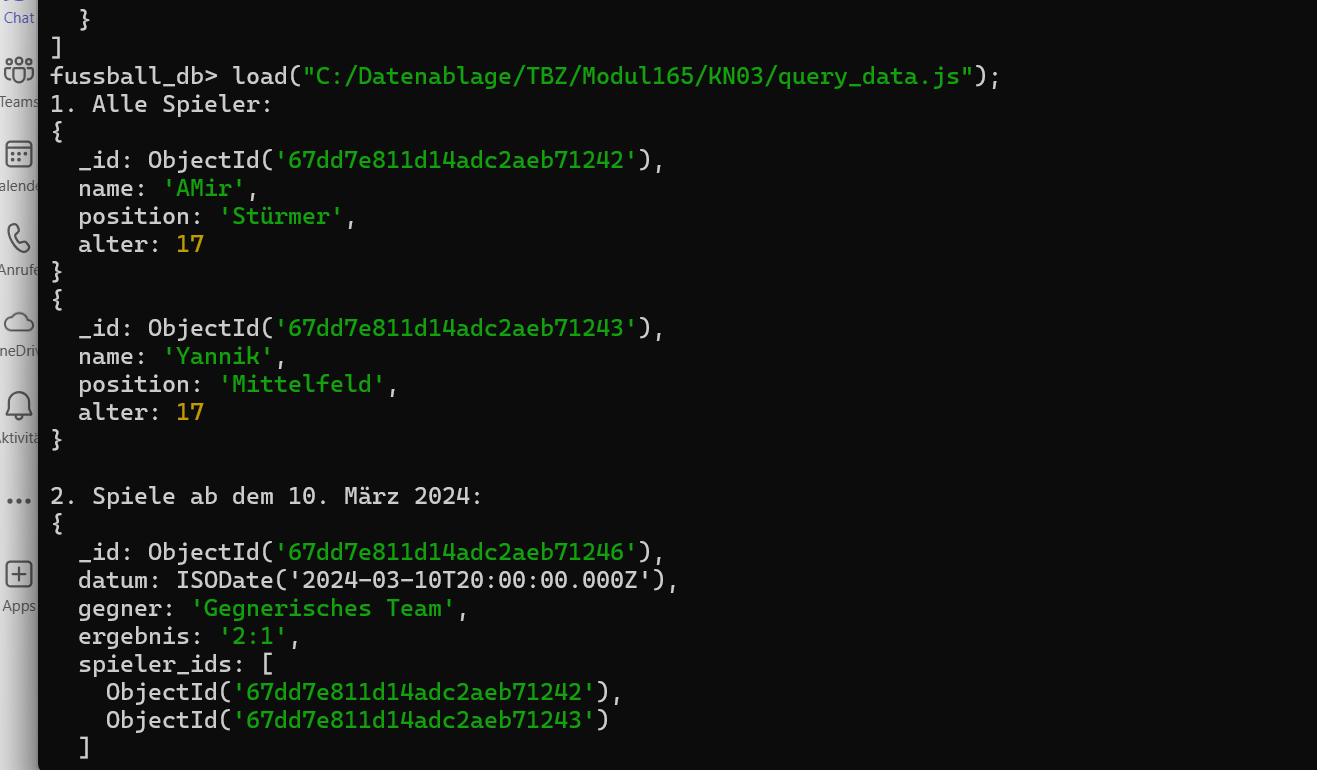 Chat
Teams
alende
Anrufe
neDriv
ktivitä
Apps
  }
]
fussball_db> load("C:/Datenablage/TBZ/Modul165/KN03/query_data.js");
1. Alle Spieler:
{
  _id: ObjectId('67dd7e811d14adc2aeb71242'),
  name: 'AMir',
  position: 'Stürmer',
  alter: 17
}
{
  _id: ObjectId('67dd7e811d14adc2aeb71243'),
  name: 'Yannik',
  position: 'Mittelfeld',
  alter: 17
}
2. Spiele ab dem 10. März 2024:
{
  _id: ObjectId('67dd7e811d14adc2aeb71246'),
  datum: ISODate('2024-03-10T20:00:00.000Z'),
  gegner: 'Gegnerisches Team',
  ergebnis: '2:1',
  spieler_ids: [
    ObjectId('67dd7e811d14adc2aeb71242'),
    ObjectId('67dd7e811d14adc2aeb71243')
  ]